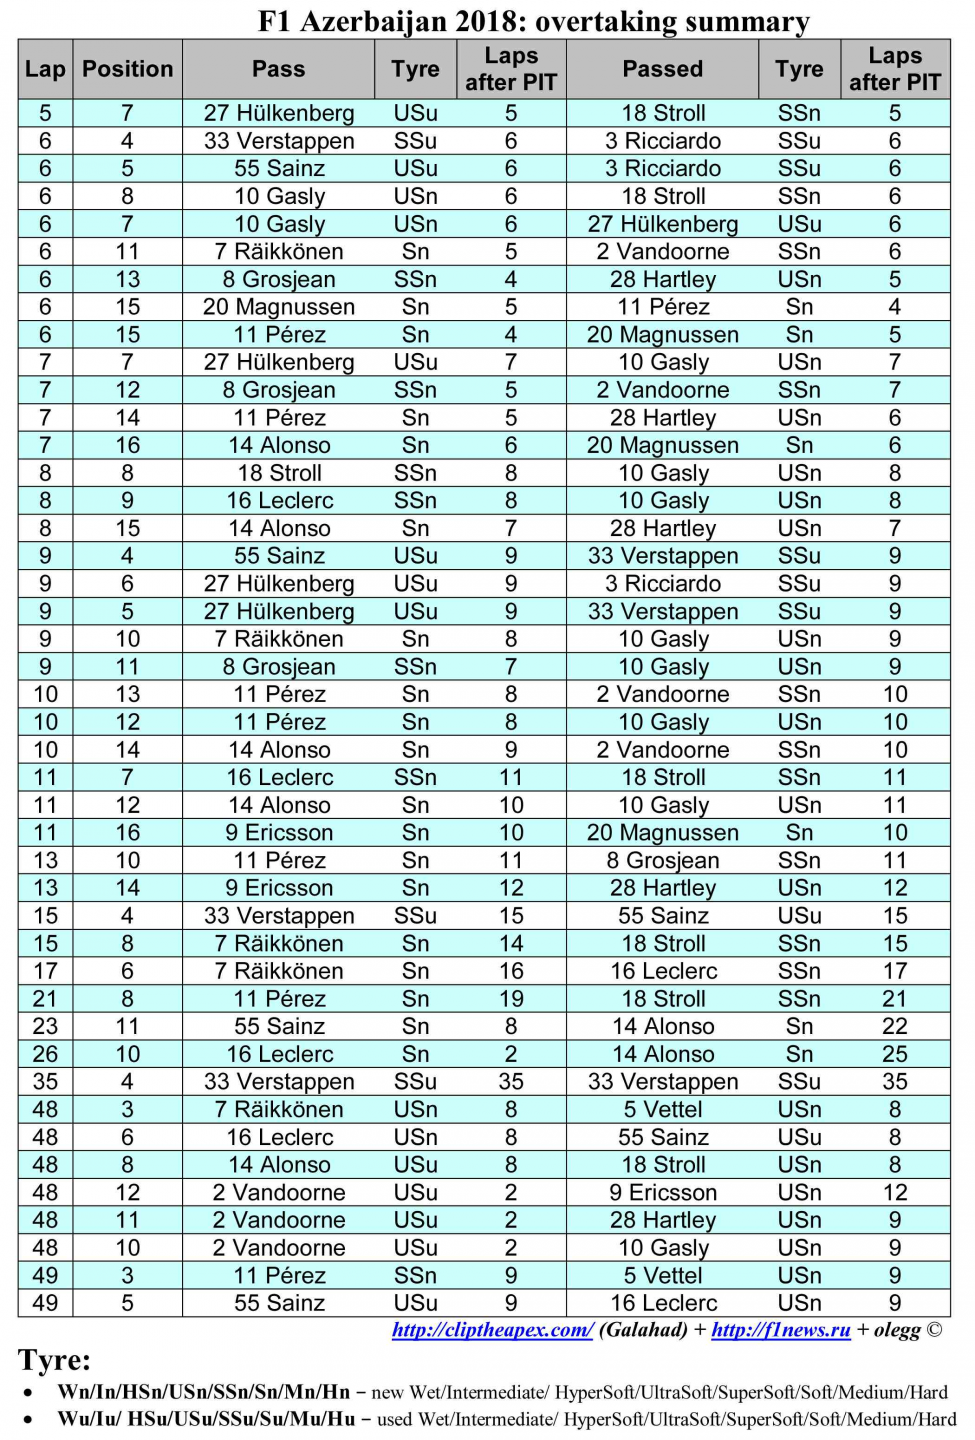 F1 Azerbaijan 2018: overtaking summary
Lap Position Pass Tyre Laps after PIT Passed Tyre Laps after PIT
5 7 27 Hülkenberg USu 5 18 Stroll SSn 5
6 4 33 Verstappen SSu 6 3 Ricciardo SSu 6
6 5 55 Sainz USu 6 3 Ricciardo SSu 6
6 8 10 Gasly USn 6 18 Stroll SSn 6
6 7 10 Gasly USn 6 27 Hülkenberg USu 6
6 11 7 Räikkönen Sn 5 2 Vandoorne SSn 6
6 13 8 Grosjean SSn 4 28 Hartley USn 5
6 15 20 Magnussen Sn 5 11 Pérez Sn 4
6 15 11 Pérez Sn 4 20 Magnussen Sn 5
7 7 27 Hülkenberg USu 7 10 Gasly USn 7
7 12 8 Grosjean SSn 5 2 Vandoorne SSn 7
7 14 11 Pérez Sn 5 28 Hartley USn 6
7 16 14 Alonso Sn 6 20 Magnussen Sn 6
8 8 18 Stroll SSn 8 10 Gasly USn 8
8 9 16 Leclerc SSn 8 10 Gasly USn 8
8 15 14 Alonso Sn 7 28 Hartley USn 7
9 4 55 Sainz USu 9 33 Verstappen SSu 9
9 6 27 Hülkenberg USu 9 3 Ricciardo SSu 9
9 5 27 Hülkenberg USu 9 33 Verstappen SSu 9
9 10 7 Räikkönen Sn 8 10 Gasly USn 9
9 11 8 Grosjean SSn 7 10 Gasly USn 9
10 13 11 Pérez Sn 8 2 Vandoorne SSn 10
10 12 11 Pérez Sn 8 10 Gasly USn 10
10 14 14 Alonso Sn 9 2 Vandoorne SSn 10
11 7 16 Leclerc SSn 11 18 Stroll SSn 11
11 12 14 Alonso Sn 10 10 Gasly USn 11
11 16 9 Ericsson Sn 10 20 Magnussen Sn 10
13 10 11 Pérez Sn 11 8 Grosjean SSn 11
13 14 9 Ericsson Sn 12 28 Hartley USn 12
15 4 33 Verstappen SSu 15 55 Sainz USu 15
15 8 7 Räikkönen Sn 14 18 Stroll SSn 15
17 6 7 Räikkönen Sn 16 16 Leclerc SSn 17
21 8 11 Pérez Sn 19 18 Stroll SSn 21
23 11 55 Sainz Sn 8 14 Alonso Sn 22
26 10 16 Leclerc Sn 2 14 Alonso Sn 25
35 4 33 Verstappen SSu 35 33 Verstappen SSu 35
48 3 7 Räikkönen USn 8 5 Vettel USn 8
48 6 16 Leclerc USn 8 55 Sainz USu 8
48 8 14 Alonso USu 8 18 Stroll USn 8
48 12 2 Vandoorne USu 2 9 Ericsson USn 12
48 11 2 Vandoorne USu 2 28 Hartley USn 9
48 10 2 Vandoorne USu 2 10 Gasly USn 9
49 3 11 Pérez SSn 9 5 Vettel USn 9
49 5 55 Sainz USu 9 16 Leclerc USn 9
http://cliptheapex.com/ (Galahad) + http://f1news.ru + olegg ©
Tyre:
• Wn/In/HSn/USn/SSn/Sn/Mn/Hn – new Wet/Intermediate/ HyperSoft/UltraSoft/SuperSoft/Soft/Medium/Hard
• Wu/Iu/ HSu/USu/SSu/Su/Mu/Hu – used Wet/Intermediate/ HyperSoft/UltraSoft/SuperSoft/Soft/Medium/Hard